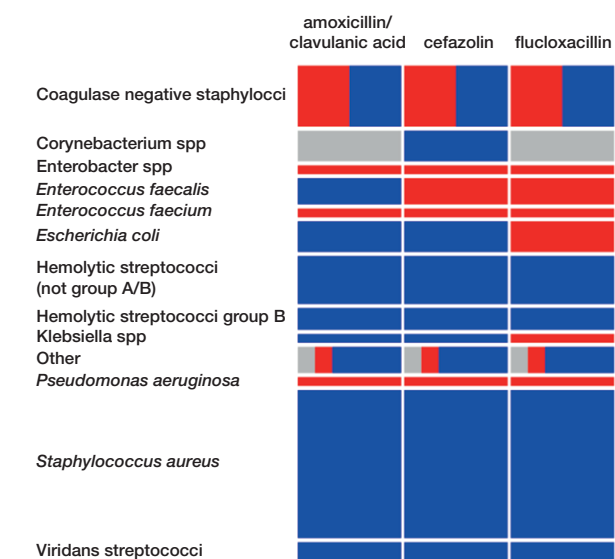 amoxicillin/
clavulanic acid cefazolin flucloxacillin
Coagulase negative staphylocci
Corynebacterium spp
Enterobacter spp
Enterococcus faecalis
Enterococcus faecium
Escherichia coli
Hemolytic streptococci
(not group A/B)
Hemolytic streptococci group B
Klebsiella spp
Other
Pseudomonas aeruginosa
Staphylococcus aureus
Viridans streptococci